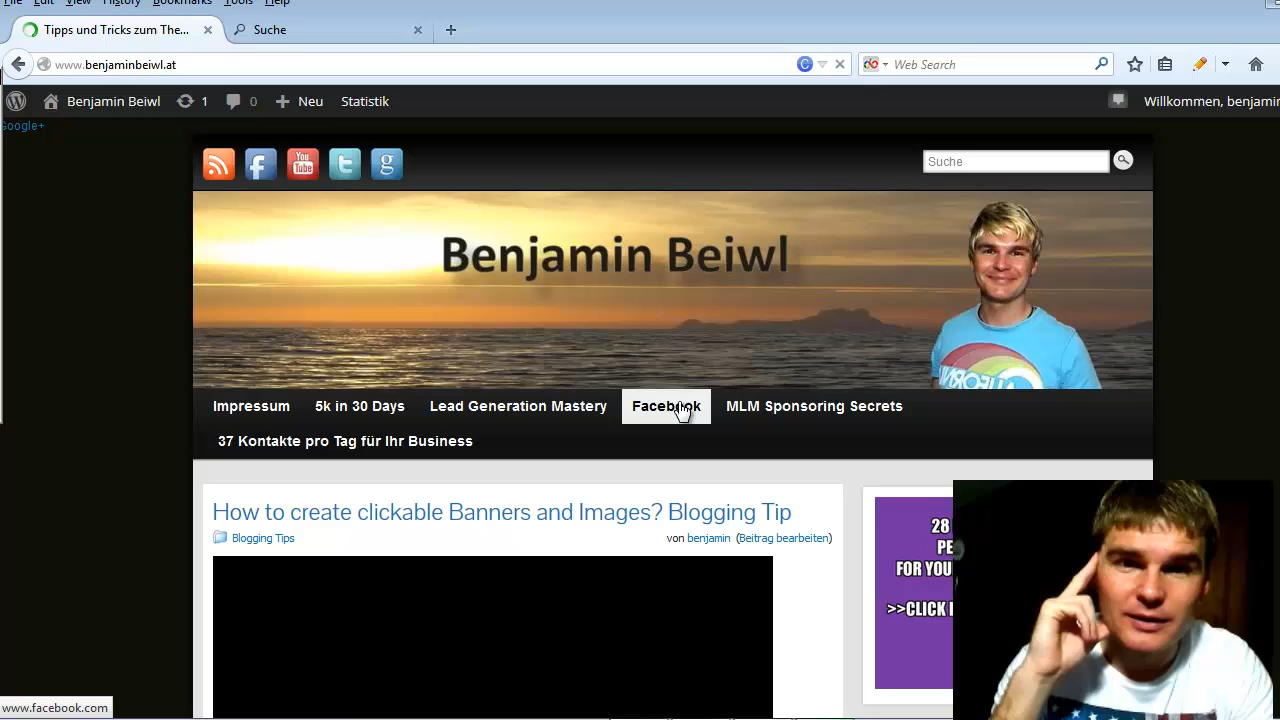 File Edit View History Bookmarks Tools Help
Tipps und Tricks zum The...
Suche
www.benjaminbeiwl.at
Web Search
Benjamin Beiwl 1 0 Neu Statistik
Willkommen, benjamin
Google+
You Tube
Suche
Benjamin Beiwl
Impressum 5k in 30 Days Lead Generation Mastery Facebook MLM Sponsoring Secrets
37 Kontakte pro Tag für Ihr Business
How to create clickable Banners and Images? Blogging Tip
Blogging Tips
von benjamin (Beitrag bearbeiten)
28
PE
FOR YOU
>>CLICK
www.facebook.com